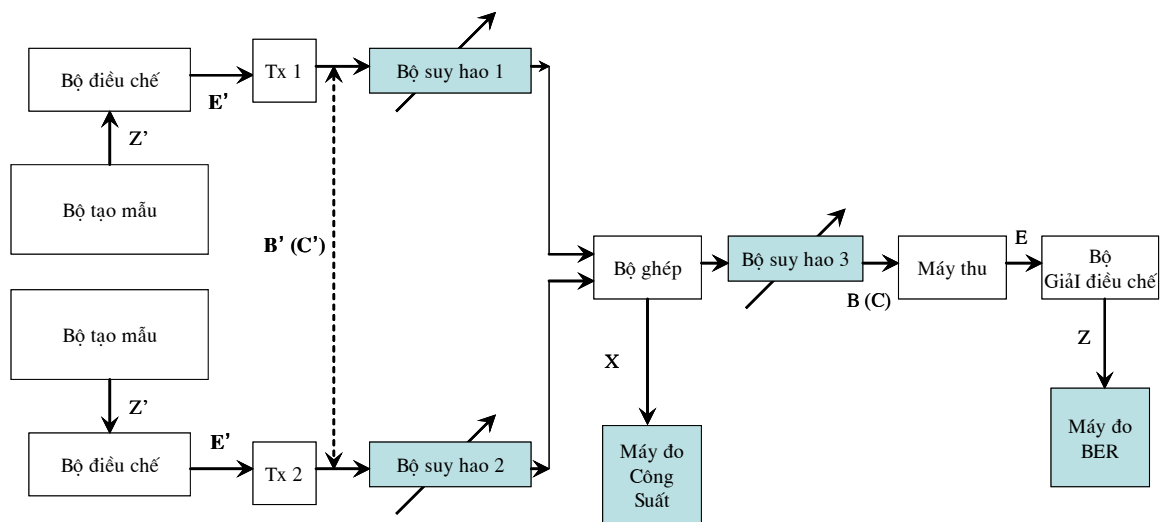 Bộ điều chế
E’
Tx 1
Bộ suy hao 1
Z’
Bộ tạo mẫu
B’ (C’)
Bộ ghép
Bộ suy hao 3
B (C)
Máy thu
E
Bộ
GiảI điều chế
Bộ tạo mẫu
X
Z
Z’
Bộ điều chế
E’
Tx 2
Bộ suy hao 2
Máy đo
Công
Suất
Máy đo
BER